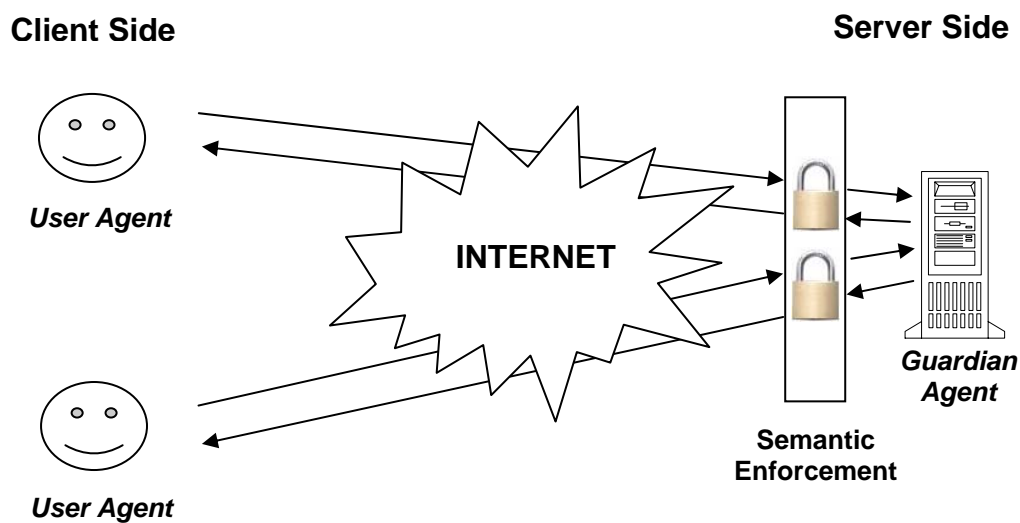 Client Side
Server Side
User Agent
INTERNET
Guardian
Agent
Semantic
Enforcement
User Agent